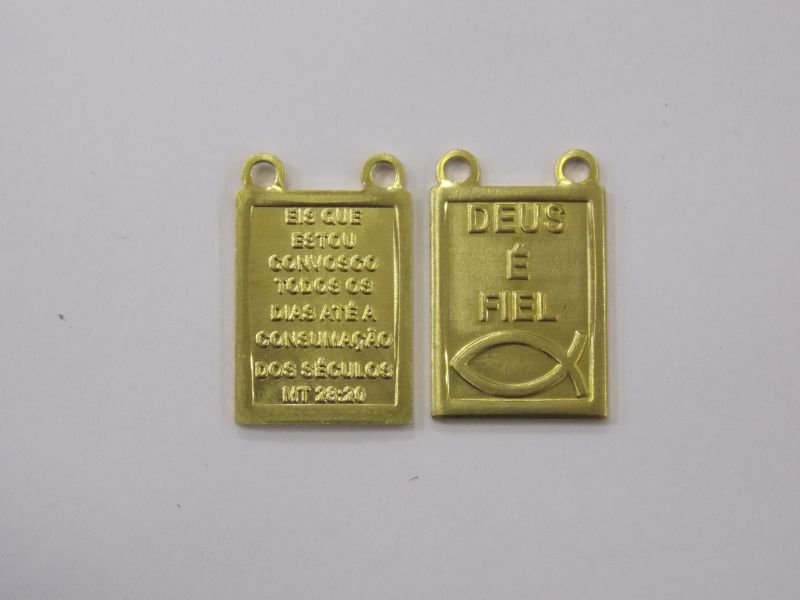 EIS QUE
ESTOU
CONVOSCO
TODOS OS
DIAS ATÉ A
CONSUMAÇÃO
DOS SÉCULOS
MT 28:20
DEUS
É
FIEL